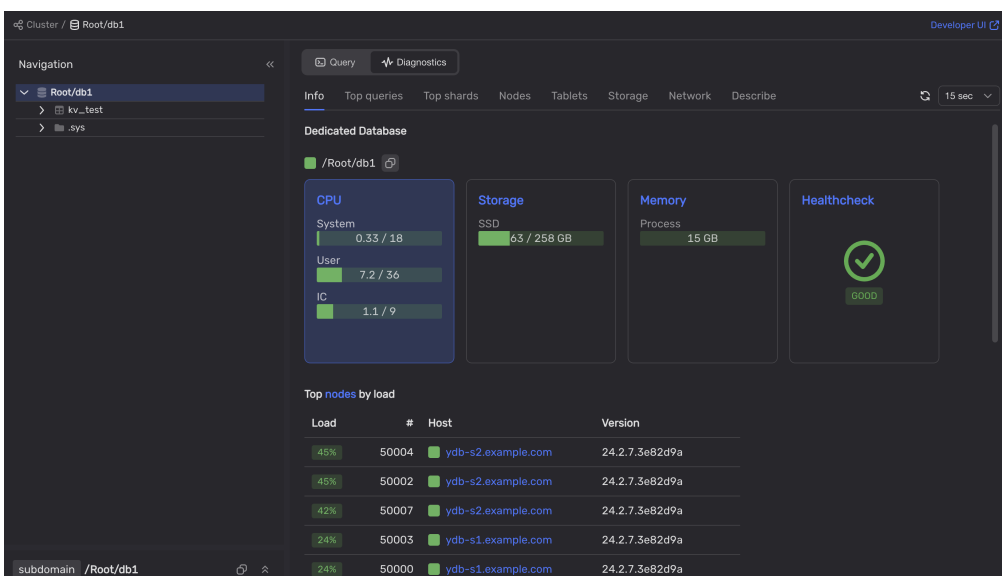 Cluster / Root/db1
Developer UI
Navigation
Root/db1
kv_test
.sys
Query Diagnostics
Info Top queries Top shards Nodes Tablets Storage Network Describe 15 sec
Dedicated Database
/Root/db1
CPU
System
0.33 / 18
User
7.2 / 36
IC
1.1 / 9
Storage
SSD
63 / 258 GB
Memory
Process
15 GB
Healthcheck
GOOD
Top nodes by load
Load # Host Version
45% 50004 ydb-s2.example.com 24.2.7.3e82d9a
45% 50002 ydb-s2.example.com 24.2.7.3e82d9a
42% 50007 ydb-s2.example.com 24.2.7.3e82d9a
24% 50003 ydb-s1.example.com 24.2.7.3e82d9a
24% 50000 ydb-s1.example.com 24.2.7.3e82d9a
subdomain /Root/db1